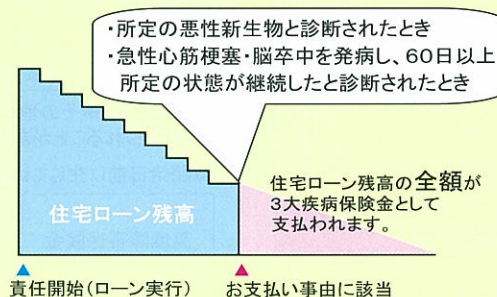 ・所定の悪性新生物と診断されたとき
・急性心筋梗塞・脳卒中を発病し、60日以上
所定の状態が継続したと診断されたとき
住宅ローン残高
住宅ローン残高の全額が
3大疾病保険金として
支払われます。
責任開始(ローン実行)
お支払い事由に該当